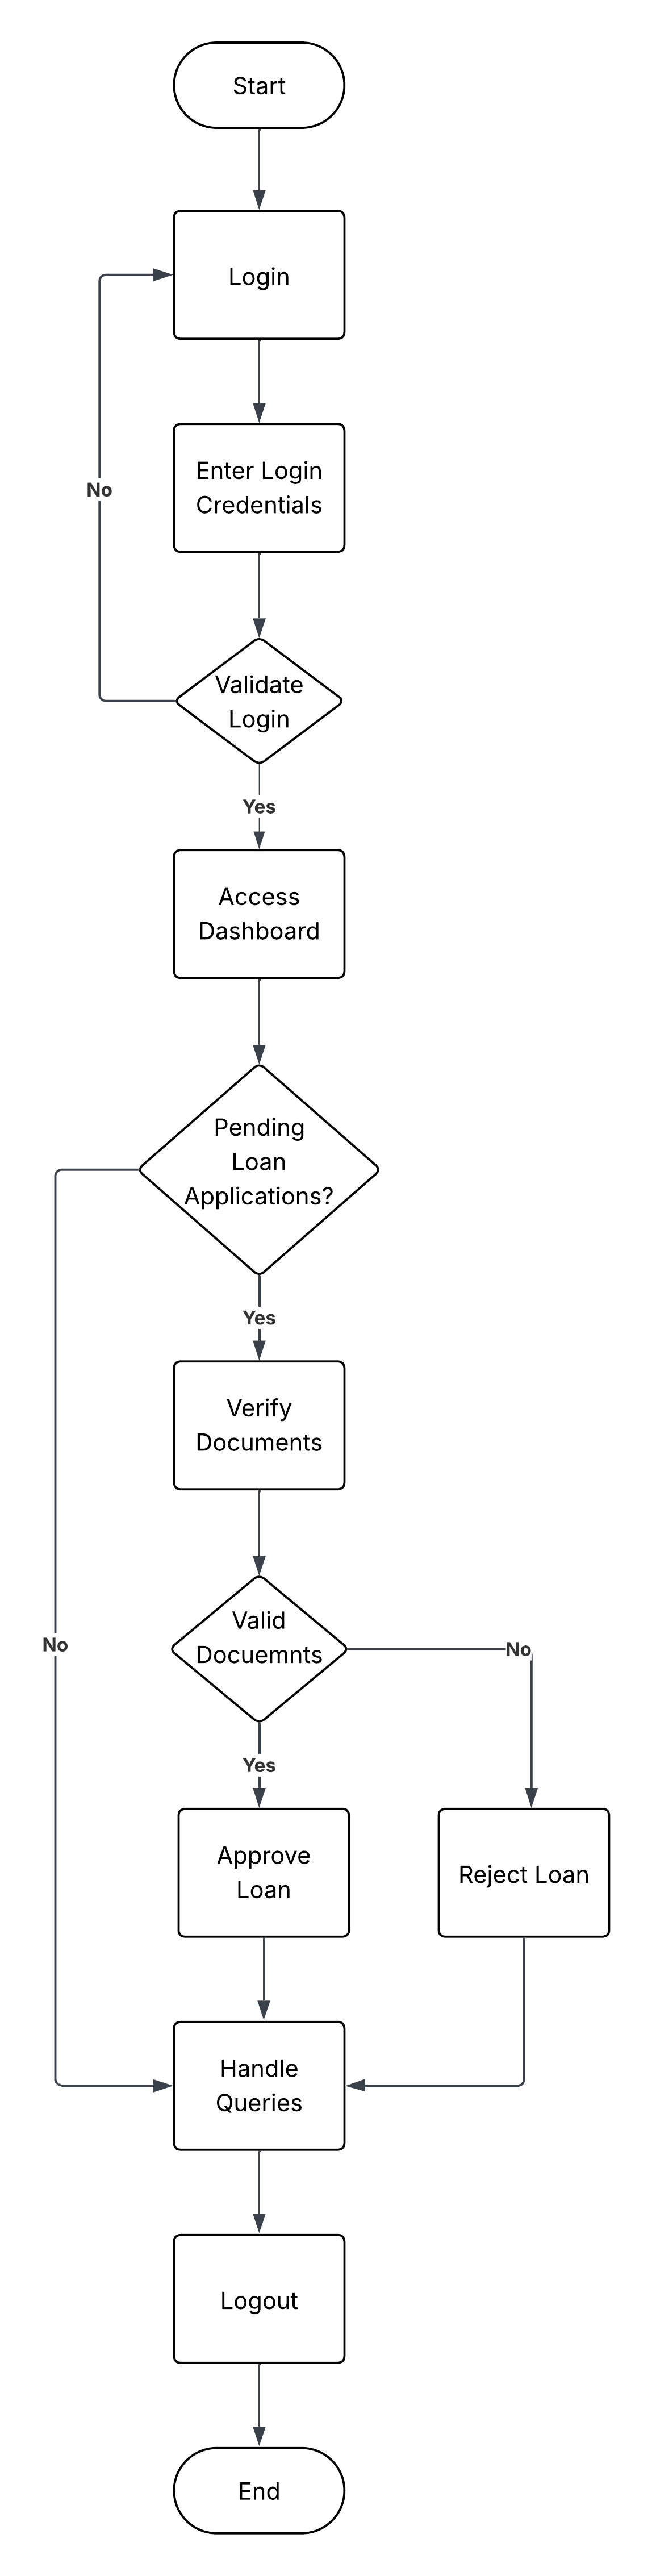 Start
Login
No
Enter Login
Credentials
Validate
Login
Yes
Access
Dashboard
Pending
Loan
Applications?
Yes
Verify
Documents
Valid
Docuemnts
No
No
Yes
Approve
Loan
Reject Loan
Handle
Queries
Logout
End